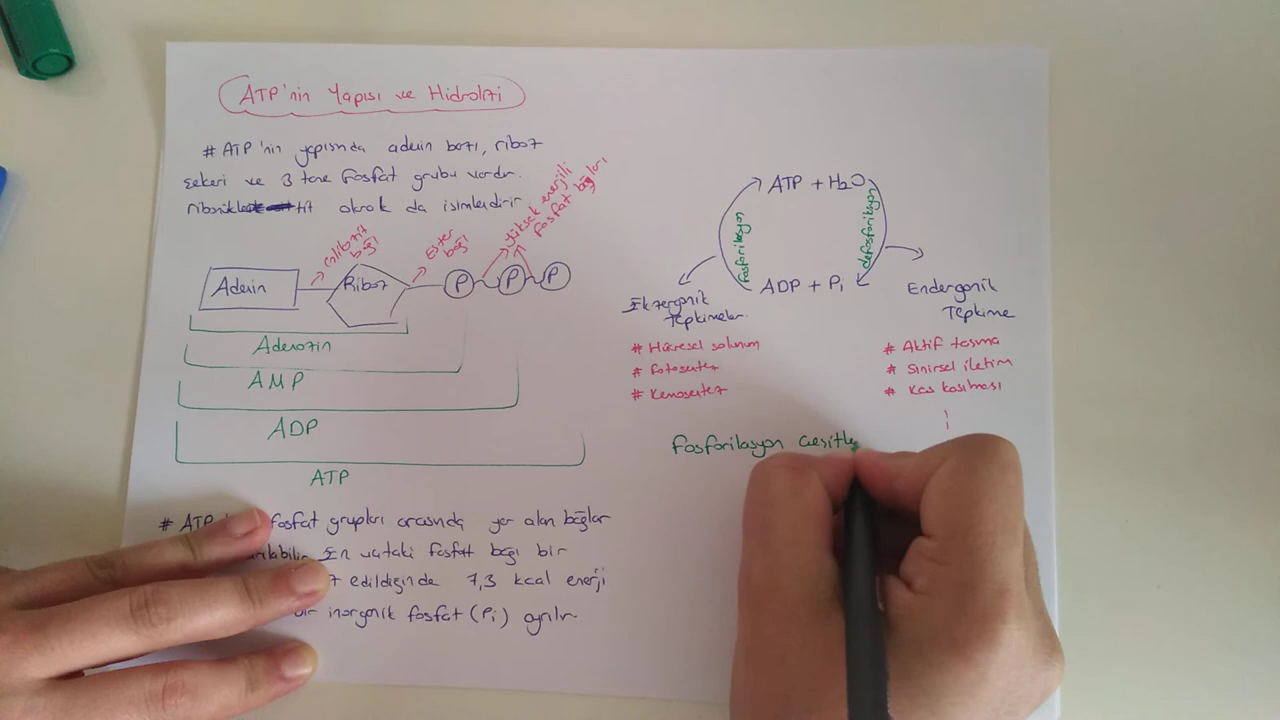 ATP'nin Yapısı ve Hidrolizi
# ATP'nin yapısında adenin bazı, riboz
şekeri ve 3 tane fosfat grubu vardır.
olarak da isimlendirilir
Glikozit bağı
Ester bağı
Yüksek enerjili
fosfat bağları
Adenin Riboz P P P
Adenozin
AMP
ADP
ATP
# ATP fosfat grupları arasında yer alan bağlar
En uçtaki fosfat bağı bir
edildiğinde 7,3 kcal enerji
bir inorganik fosfat (Pi) ayrılır
ATP + H2O
fosforilasyon
defosforilasyon
ADP + Pi
Ekzergonik
Tepkimeler
# Hücresel solunum
# fotosentez
# Kemosentez
Endergonik
Tepkime
# Aktif taşıma
# Sinirsel iletim
# Kas kasılması
Fosforilasyon